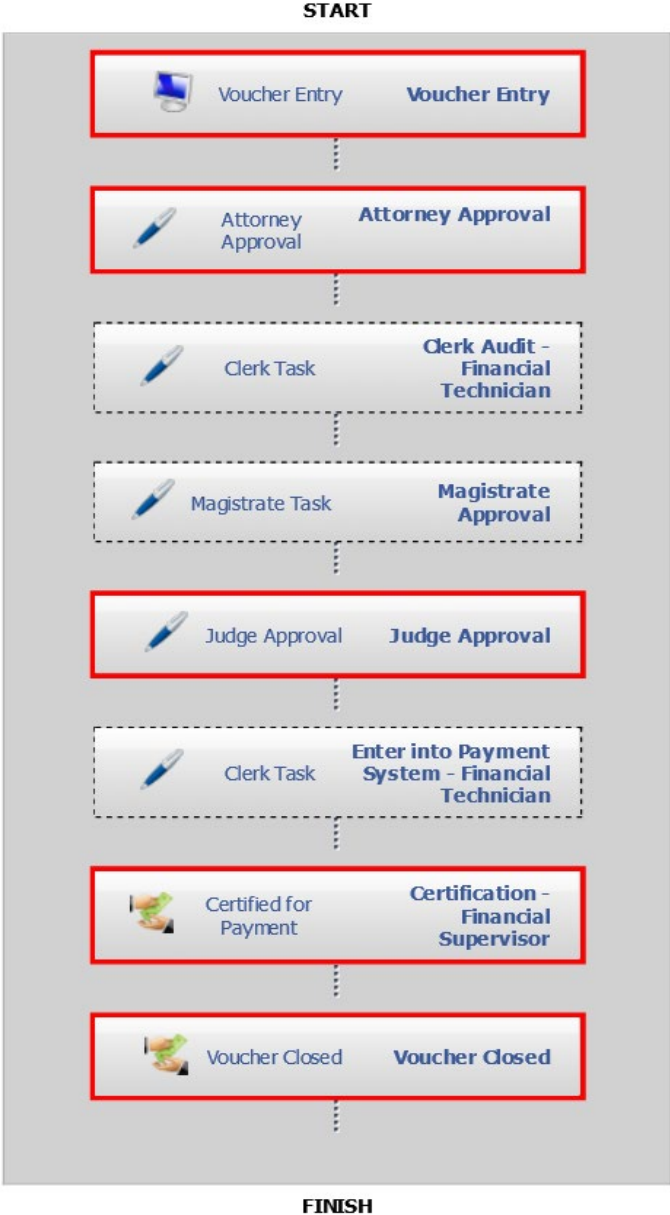 START
Voucher Entry Voucher Entry
Attorney Approval
Attorney
Approval
Clerk Task
Clerk Audit -
Financial
Technician
Magistrate Task
Magistrate
Approval
Judge Approval Judge Approval
Clerk Task
Enter into Payment
System - Financial
Technician
Certified for
Payment
Certification -
Financial
Supervisor
Voucher Closed Voucher Closed
FINISH